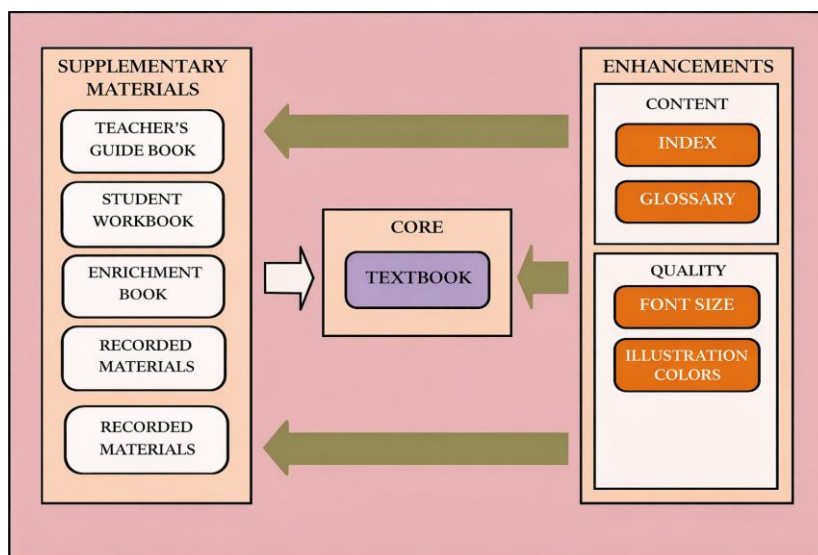 SUPPLEMENTARY
MATERIALS
TEACHER'S
GUIDE BOOK
STUDENT
WORKBOOK
ENRICHMENT
BOOK
RECORDED
MATERIALS
RECORDED
MATERIALS
CORE
TEXTBOOK
ENHANCEMENTS
CONTENT
INDEX
GLOSSARY
QUALITY
FONT SIZE
ILLUSTRATION
COLORS